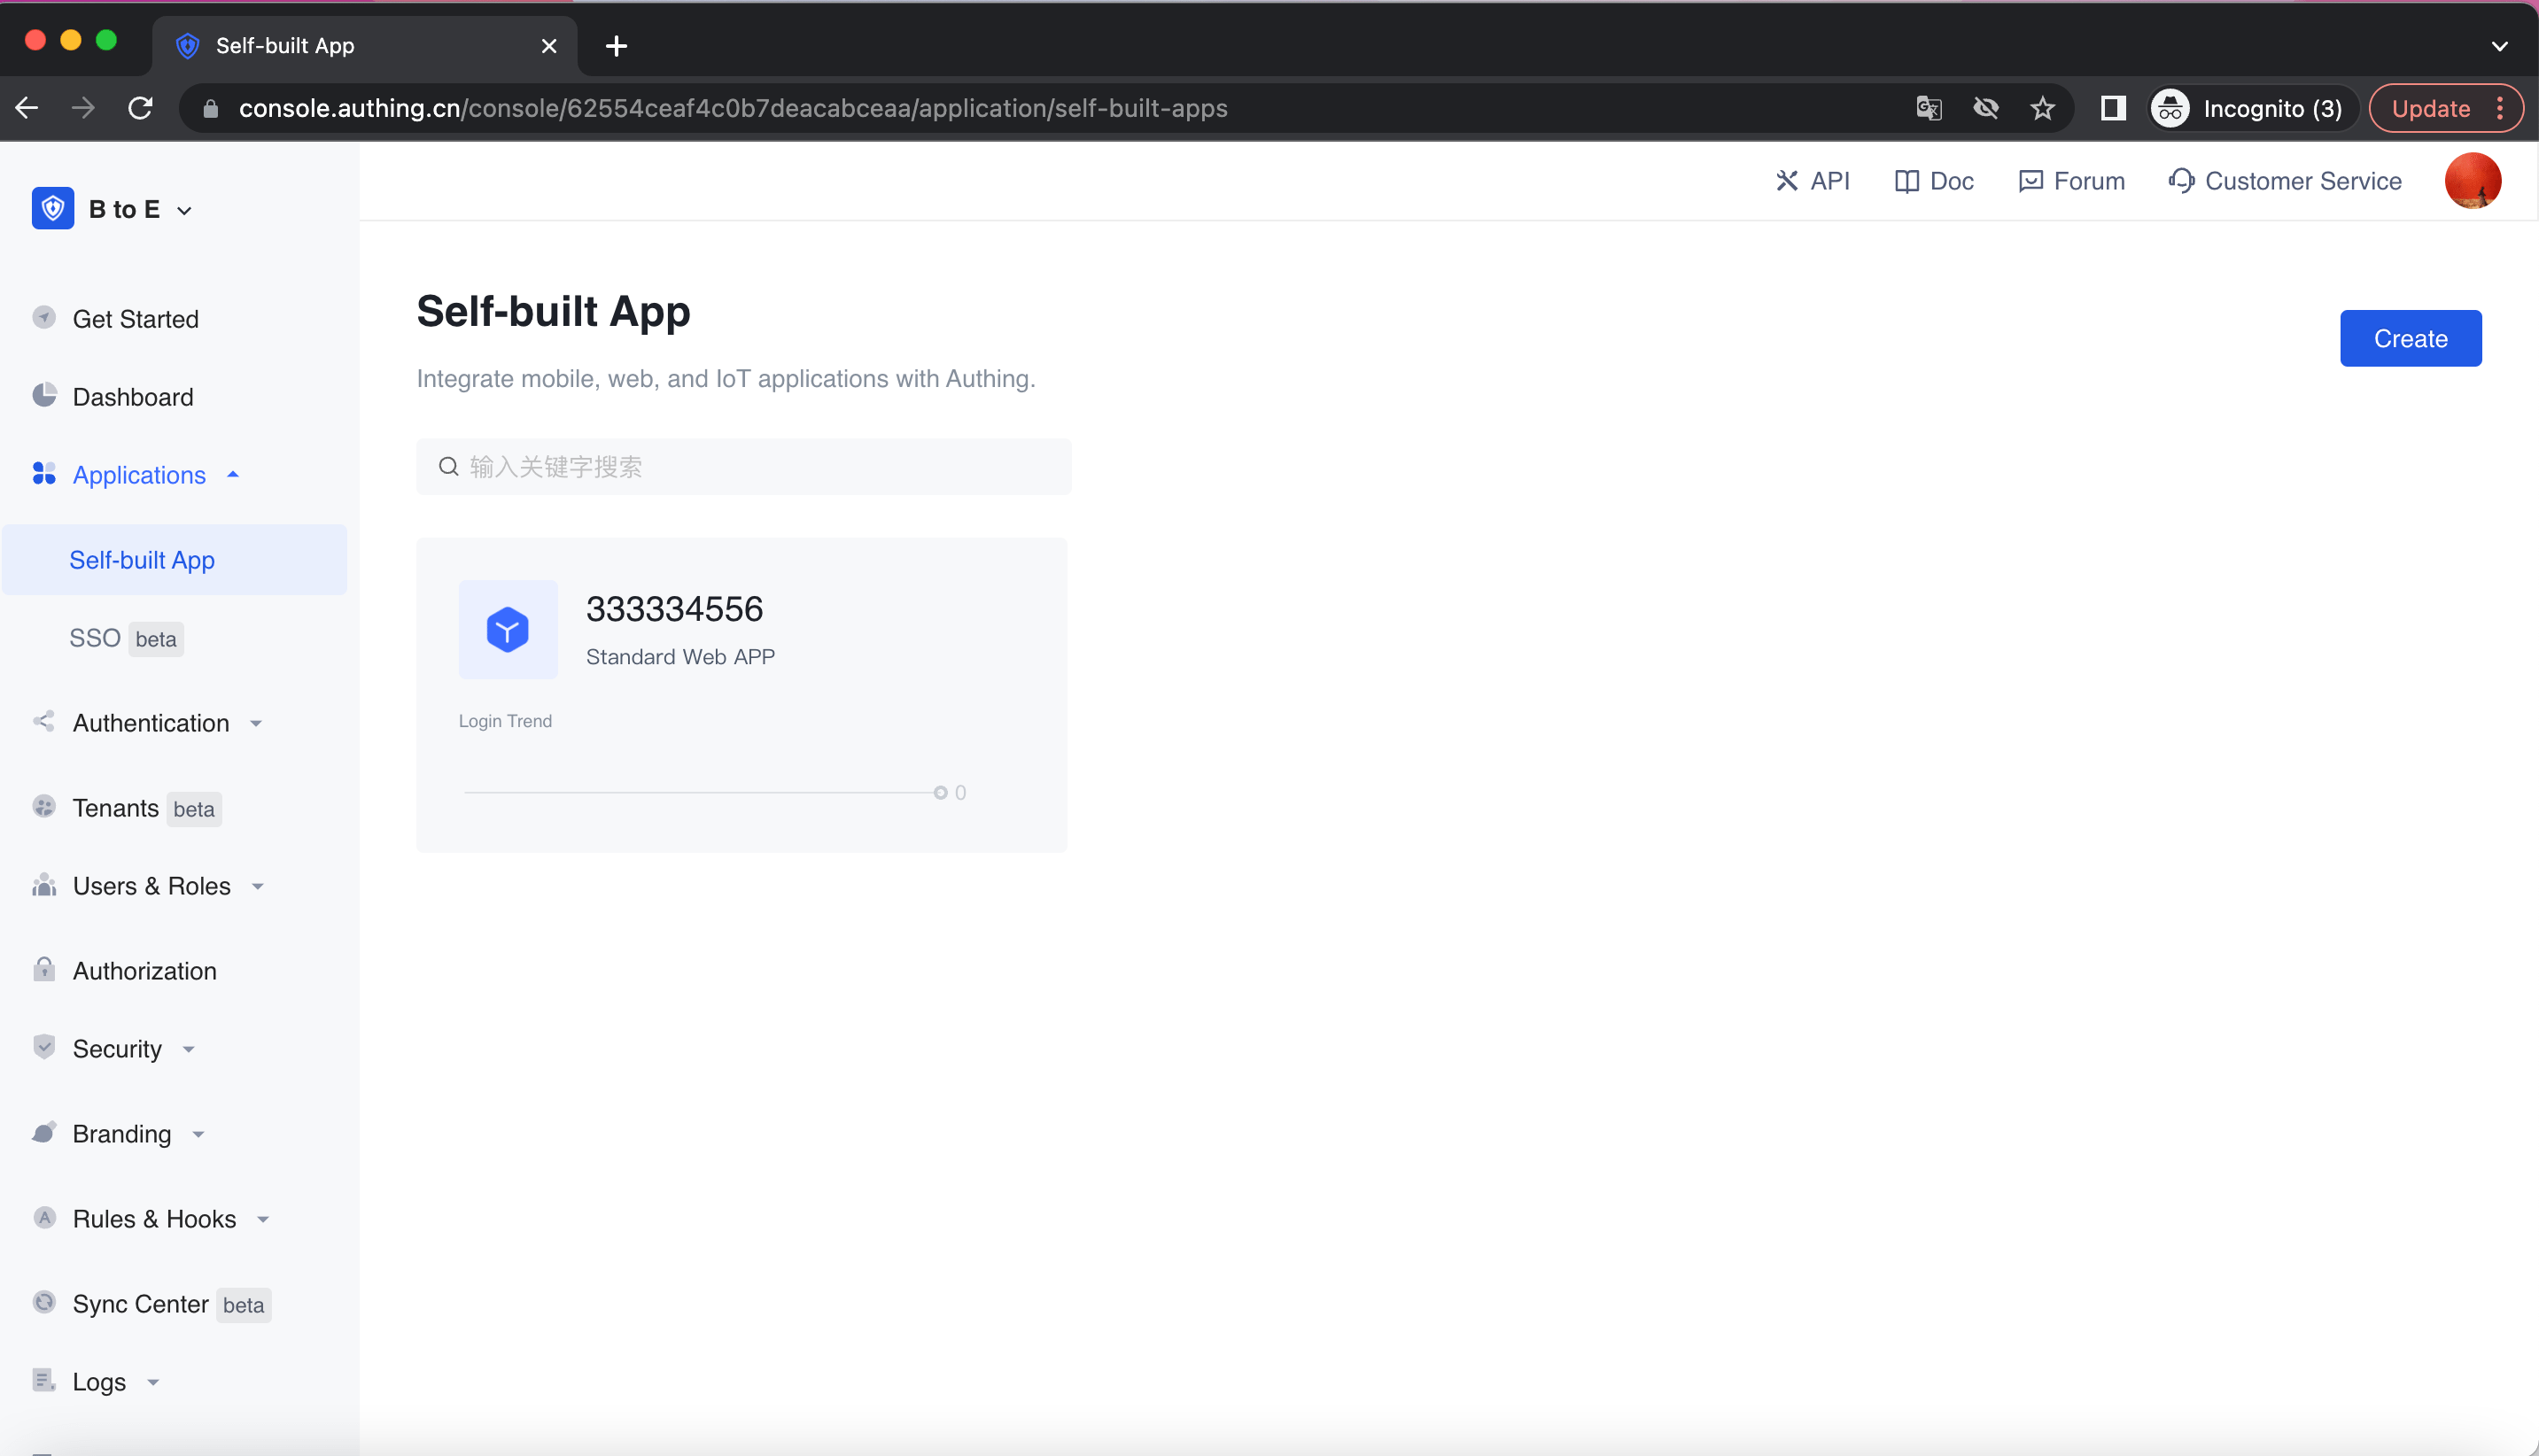 Self-built App
console.authing.cn/console/62554ceaf4c0b7deacabceaa/application/self-built-apps
Incognito (3)
Update
B to E
API
Doc
Forum
Customer Service
Get Started
Dashboard
Applications
Self-built App
SSO beta
Authentication
Tenants beta
Users & Roles
Authorization
Security
Branding
Rules & Hooks
Sync Center beta
Logs
Self-built App
Create
Integrate mobile, web, and IoT applications with Authing.
输入关键字搜索
333334556
Standard Web APP
Login Trend
0